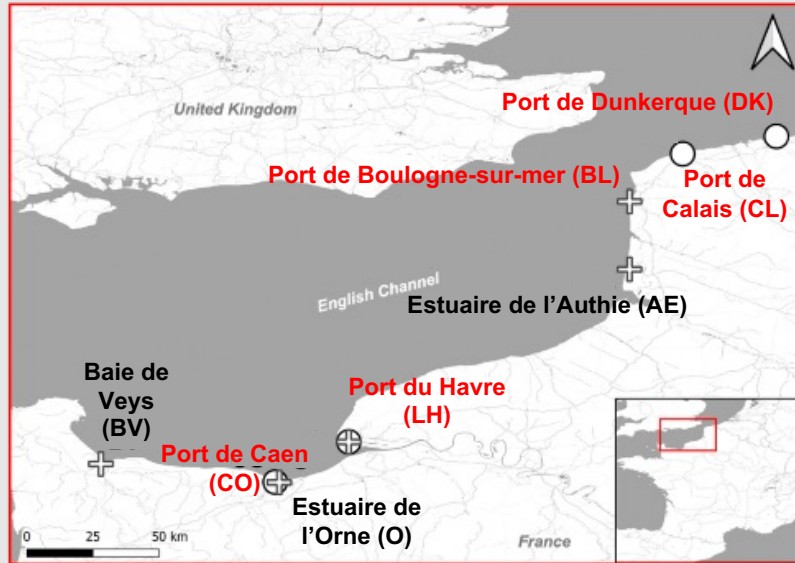 United Kingdom
Port de Dunkerque (DK)
Port de Boulogne-sur-mer (BL)
Port de
Calais (CL)
English Channel
Estuaire de l'Authie (AE)
Baie de
Veys
(BV)
Port du Havre
(LH)
Port de Caen
(CO)
Estuaire de
l'Orne (O)
France
0 25 50 km